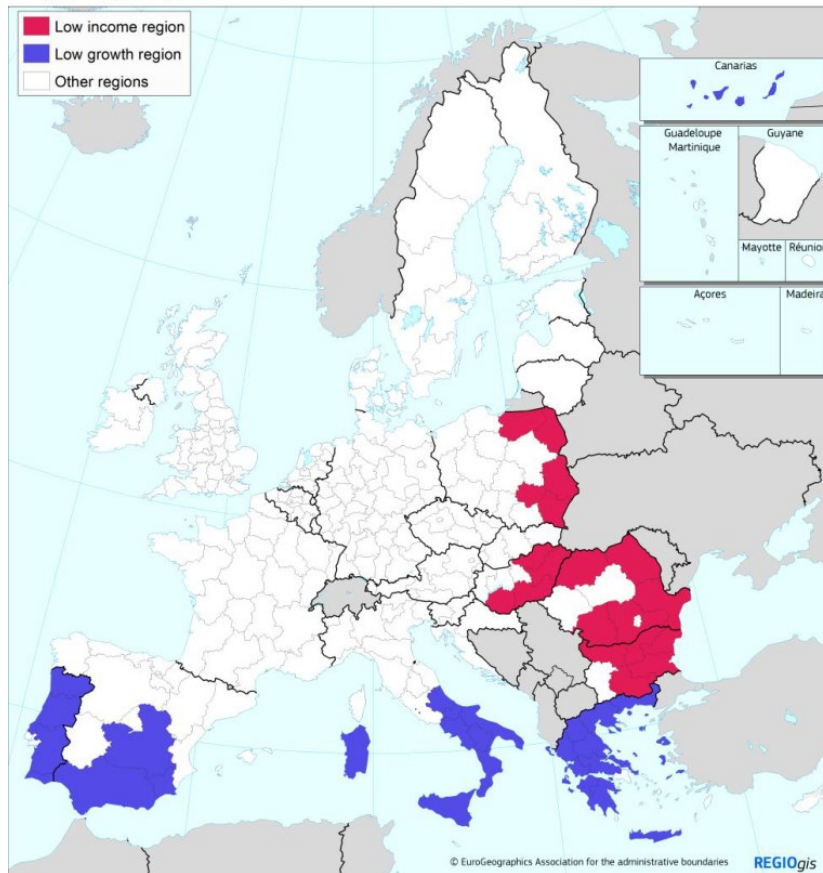 Low income region
Low growth region
Other regions
Canarias
Guadeloupe
Martinique
Guyane
Mayotte
Réunion
Açores
Madeira
© EuroGeographics Association for the administrative boundaries
REGIOgis